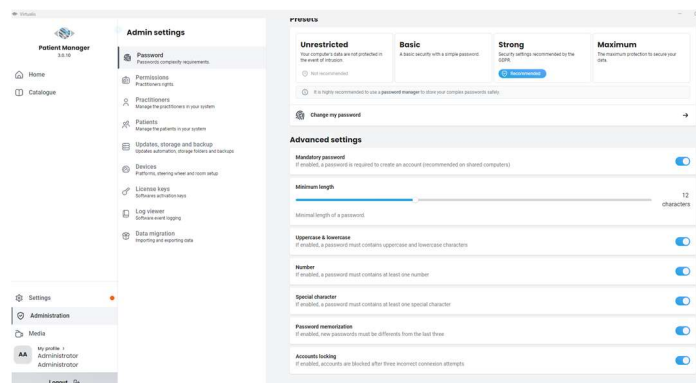 Virtualis
Patient Manager
3.0.16
Home
Catalogue
Settings
Administration
Media
My profile >
AA
Administrator
Administrator
Logout
Admin settings
Password
Passwords complexity requirements.
Permissions
Practitioners rights
Practitioners
Manage the practitioners in your system
Patients
Manage the patients in your system
Updates, storage and backup
Updates automation, storage folders and backups
Devices
Platforms, steering wheel and room setup
License keys
Softwares activation keys
Log viewer
Software event logging
Data migration
Importing and exporting data
Presets
Unrestricted
Your computer's data are not protected in
the event of intrusion.
Not recommended
Basic
A basic security with a simple password.
Strong
Security settings recommended by the
GDPR
Recommended
Maximum
The maximum protection to secure your
data.
It is highly recommended to use a password manager to store your complex passwords safely
Change my password
Advanced settings
Mandatory password
If enabled, a password is required to create an account (recommended on shared computers)
Minimum length
12
characters
Minimal length of a password
Uppercase & lowercase
If enabled, a password must contains uppercase and lowercase characters
Number
If enabled, a password must contains at least one number
Special character
If enabled, a password must contains at least one special character
Password memorization
If enabled, new passwords must be differents from the last three
Accounts locking
If enabled, accounts are blocked after three incorrect connexion attempts